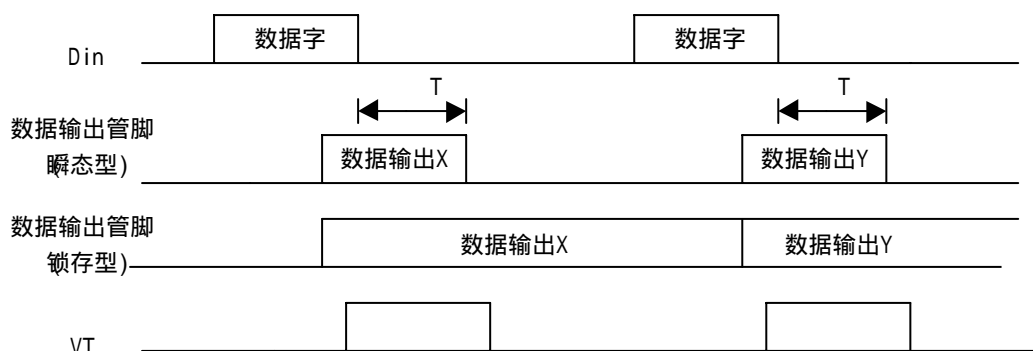 数据字 数据字
Din
T T
数据输出管脚
瞬态型) 数据输出X 数据输出Y
数据输出管脚
锁存型) 数据输出X 数据输出Y
VT